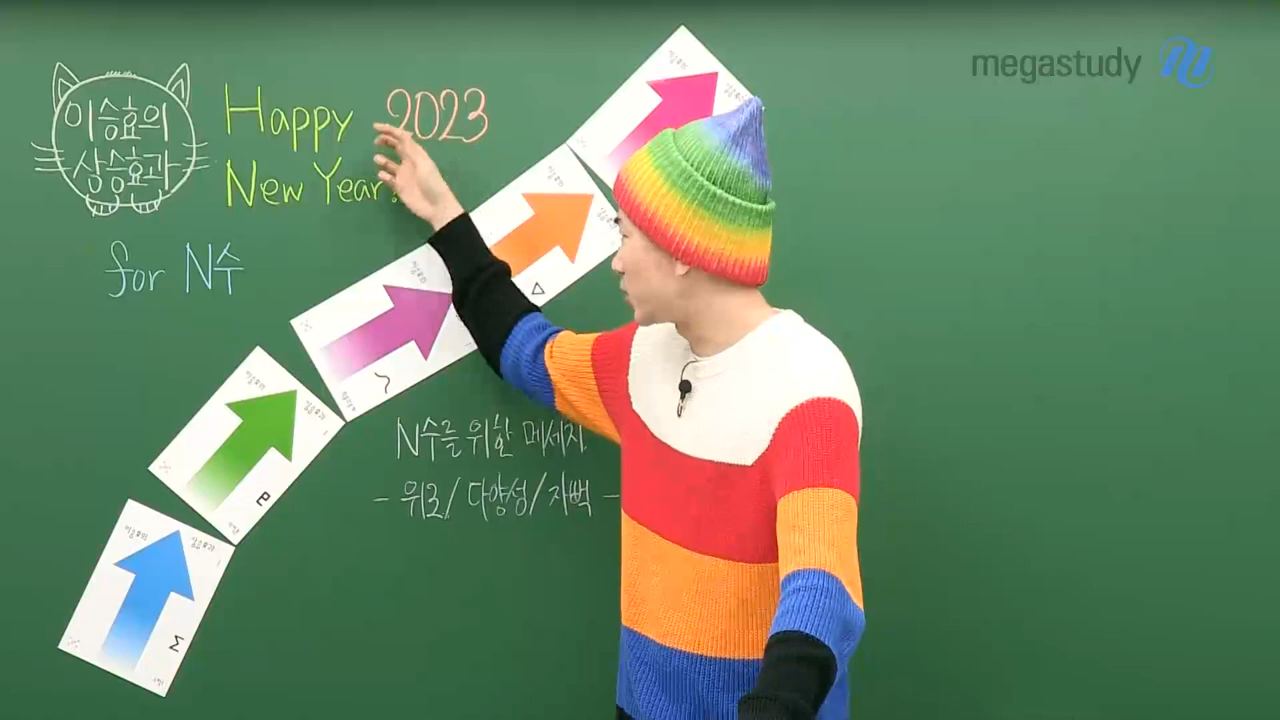 megastudy
이승효의
상승효과
Happy 2023
New Year!
for N수
N수를 위한 메세지
- 위로/ 다양성/ 자뻑 -